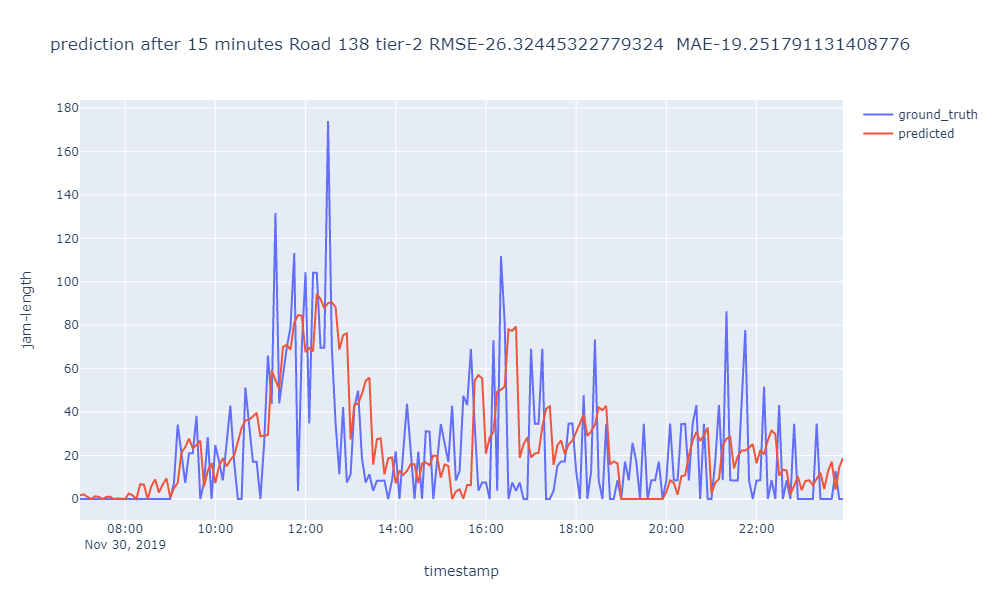 prediction after 15 minutes Road 138 tier-2 RMSE-26.32445322779324  MAE-19.251791131408776
ground_truth
predicted
180
160
140
120
100
80
60
40
20
0
jam-length
08:00 10:00 12:00 14:00 16:00 18:00 20:00 22:00
Nov 30, 2019
timestamp